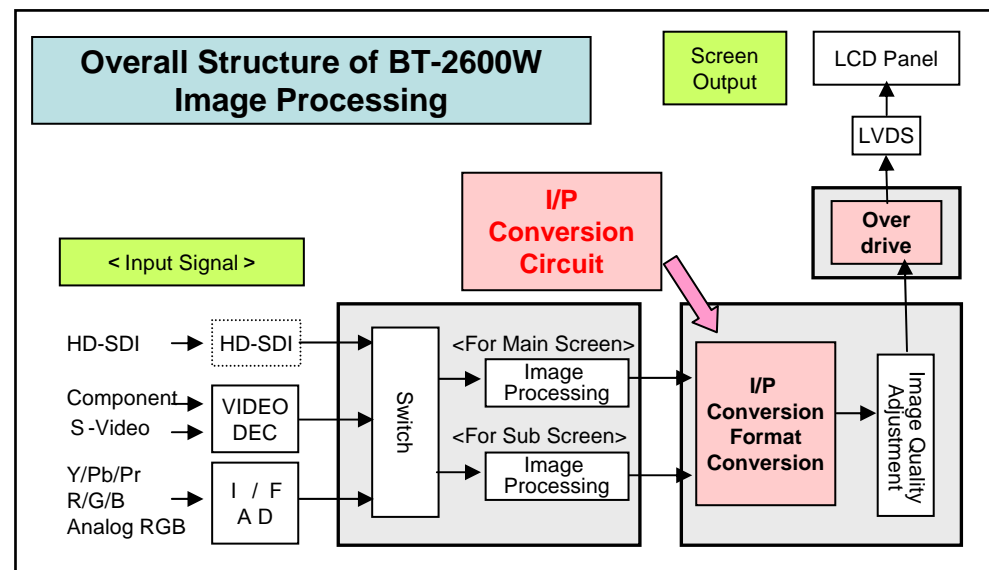 Overall Structure of BT-2600W
Image Processing
Screen
Output
LCD Panel
LVDS
Over
drive
I/P
Conversion
Circuit
< Input Signal >
HD-SDI
HD-SDI
Component
S-Video
VIDEO
DEC
Y/Pb/Pr
R/G/B
Analog RGB
I / F
A D
Switch
<For Main Screen>
Image
Processing
<For Sub Screen>
Image
Processing
I/P
Conversion
Format
Conversion
Image Quality
Adjustment